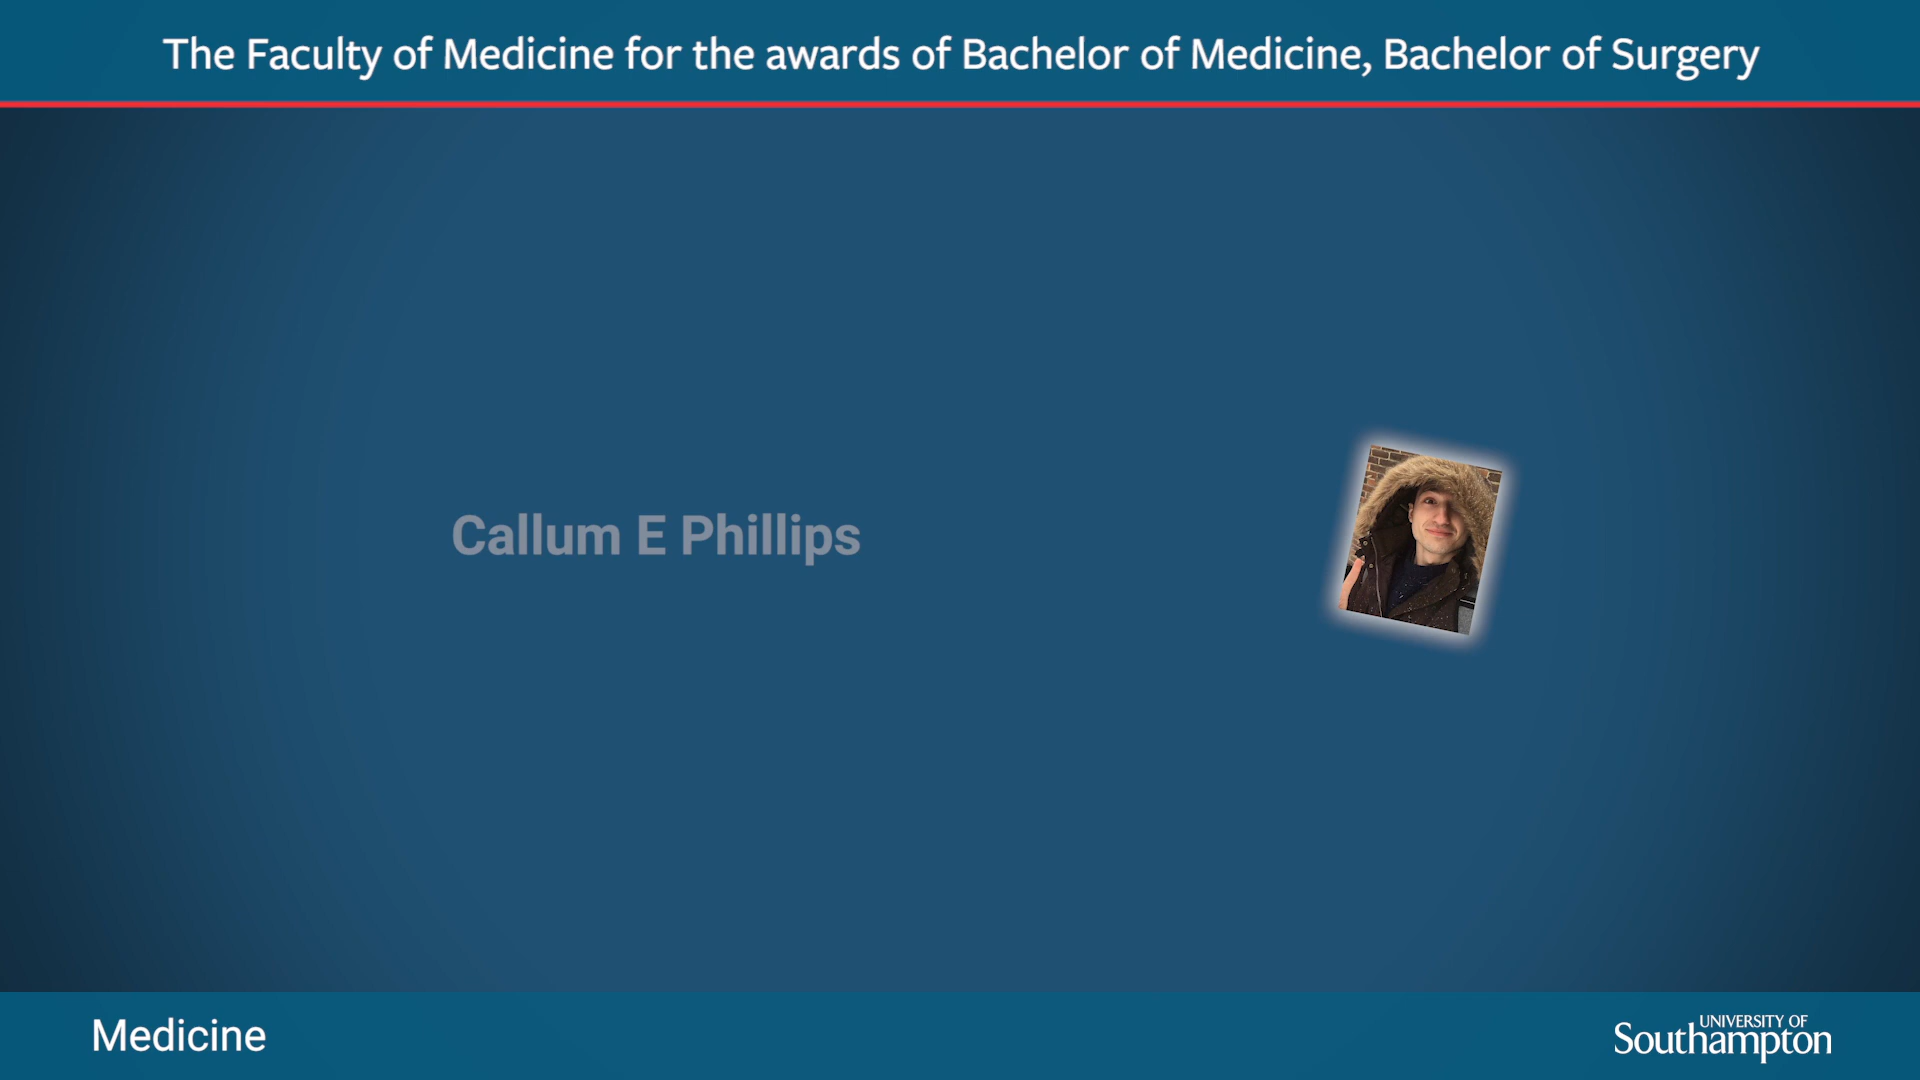 The Faculty of Medicine for the awards of Bachelor of Medicine, Bachelor of Surgery
Callum E Phillips
Medicine
UNIVERSITY OF
Southampton